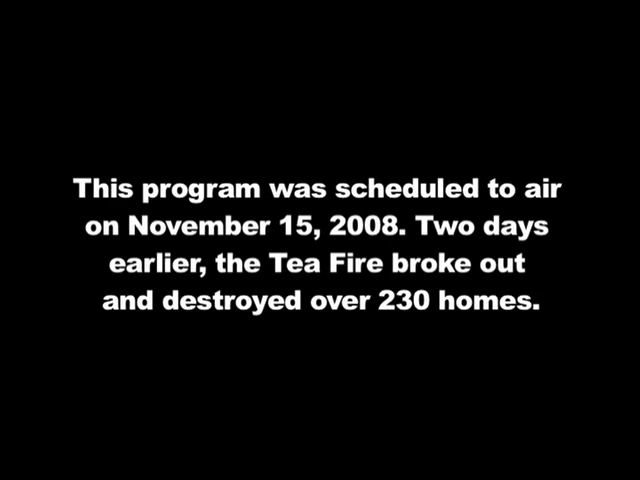 This program was scheduled to air
on November 15, 2008. Two days
earlier, the Tea Fire broke out
and destroyed over 230 homes.